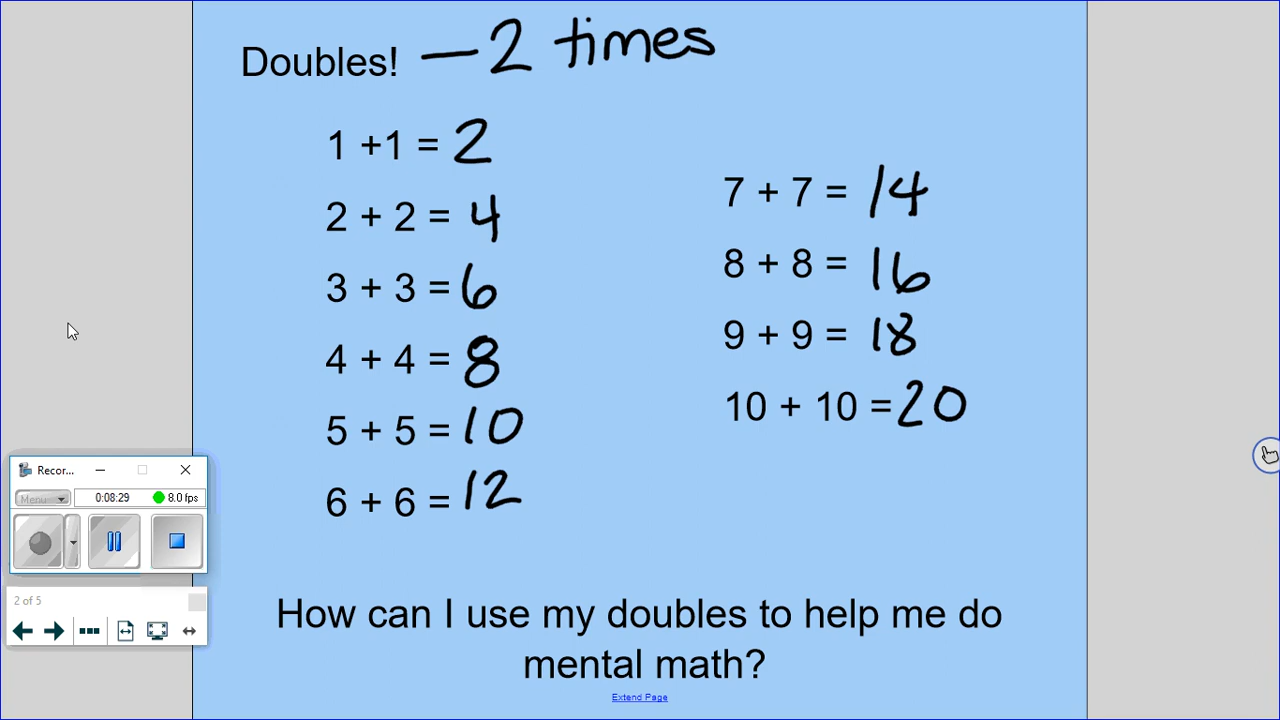 Doubles! — 2 times
1 +1 = 2
2 + 2 = 4
3 + 3 = 6
4 + 4 = 8
5 + 5 = 10
6 + 6 = 12
7 + 7 = 14
8 + 8 = 16
9 + 9 = 18
10 + 10 = 20
How can I use my doubles to help me do
mental math?
Extend Page
Recor...
Menu
0:08:29
8.0 fps
2 of 5